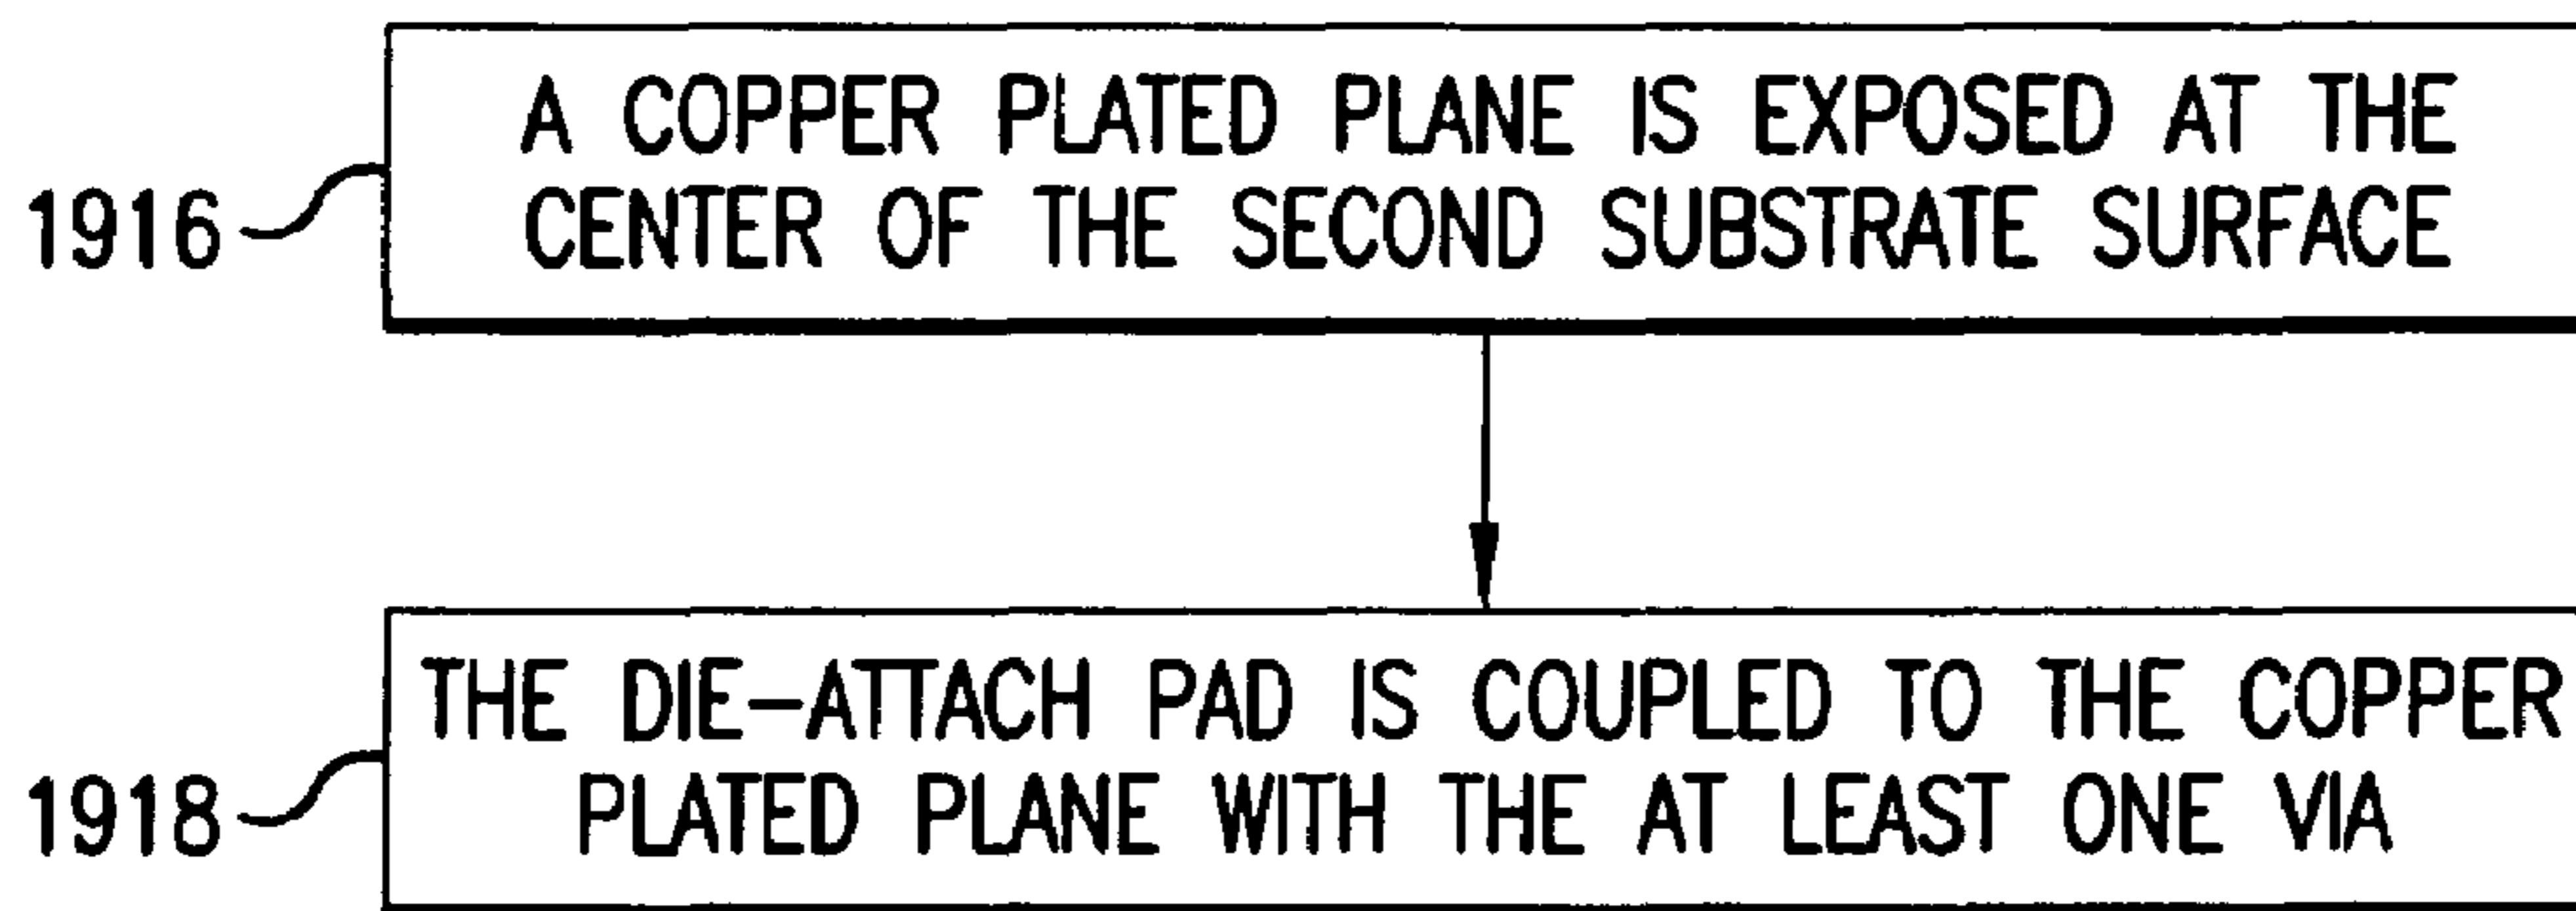 A COPPER PLATED PLANE IS EXPOSED AT THE
CENTER OF THE SECOND SUBSTRATE SURFACE
1916
THE DIE-ATTACH PAD IS COUPLED TO THE COPPER
PLATED PLANE WITH THE AT LEAST ONE VIA
1918